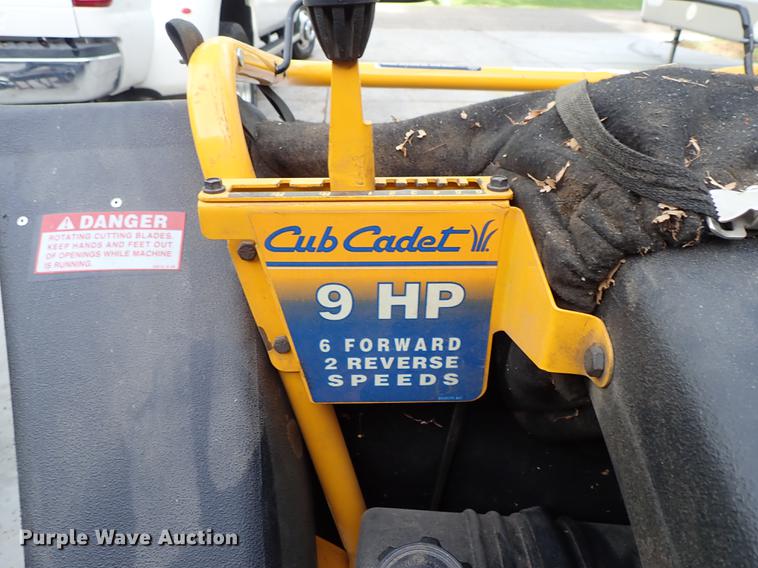 DANGER
ROTATING CUTTING BLADES.
KEEP HANDS AND FEET OUT
OF OPENINGS WHILE MACHINE
IS RUNNING.
Cub Cadet
9 HP
6 FORWARD
2 REVERSE
SPEEDS
Purple Wave Auction